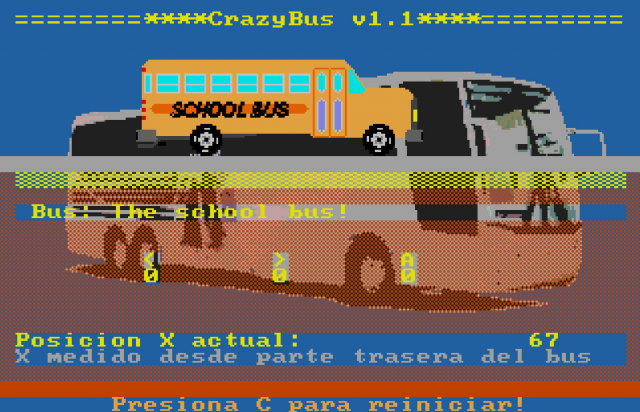 =========****CrazyBus v1.1****=========
SCHOOL BUS
Bus: The school bus!
< > A
0 0 0
Posicion X actual: 67
X medido desde parte trasera del bus
Presiona C para reiniciar!